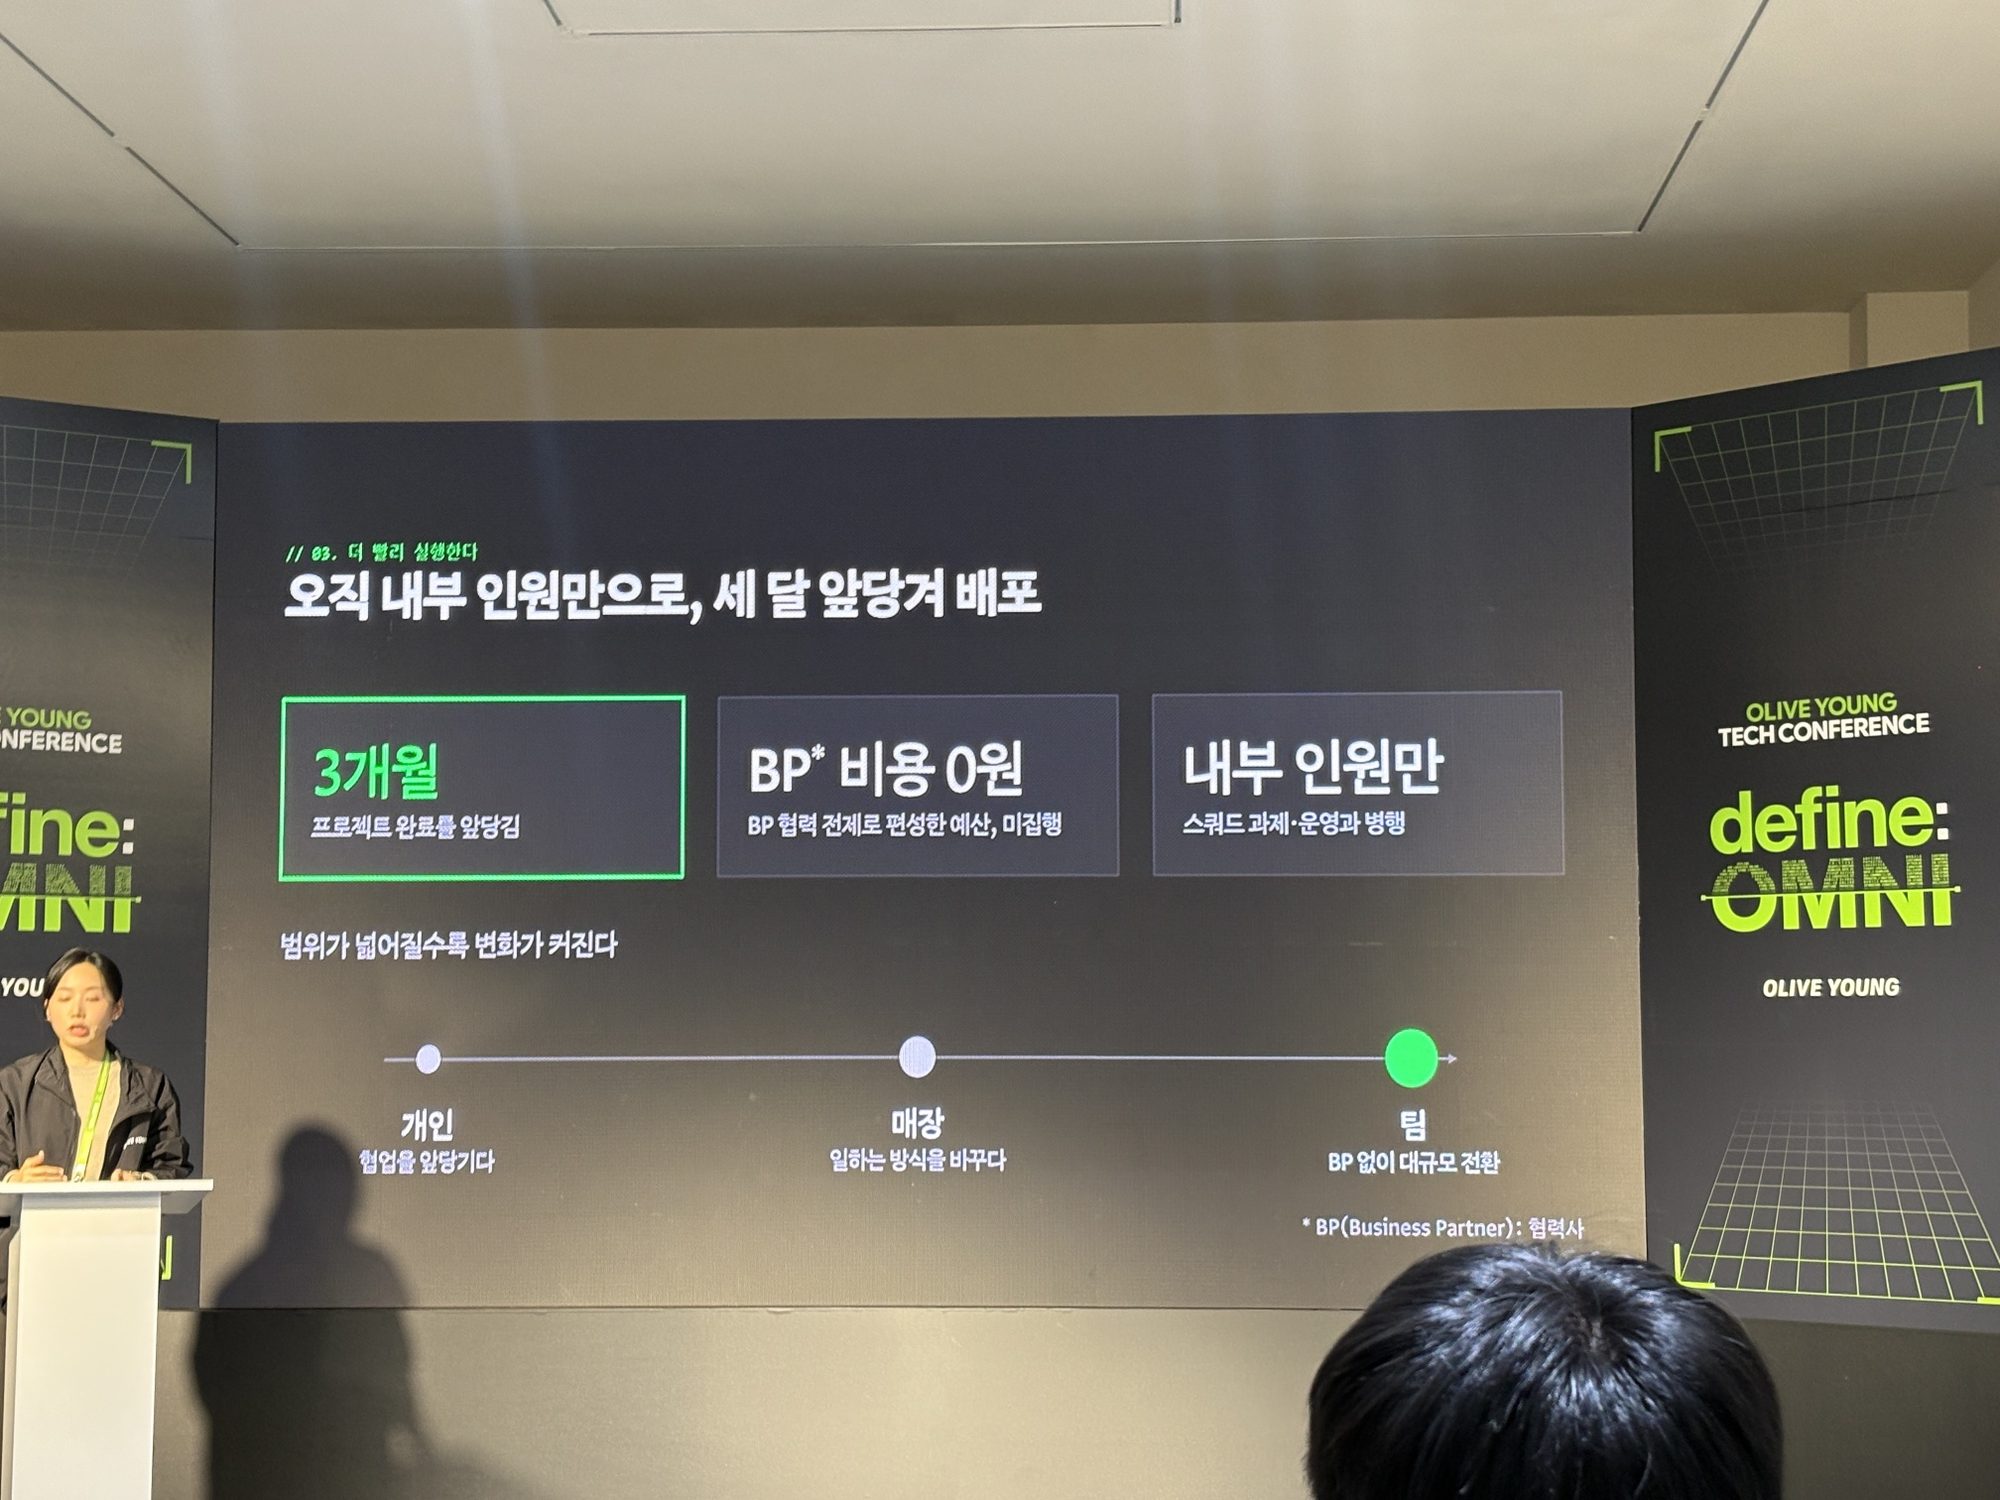 // 03. 더 빨리 실행한다
오직 내부 인원만으로, 세 달 앞당겨 배포
3개월
프로젝트 완료를 앞당김
BP* 비용 0원
BP 협력 전제로 편성한 예산, 미집행
내부 인원만
스쿼드 과제·운영과 병행
범위가 넓어질수록 변화가 커진다
개인
협업을 앞당기다
매장
일하는 방식을 바꾸다
팀
BP 없이 대규모 전환
* BP(Business Partner): 협력사
E YOUNG
NFERENCE
fine:
MNI
YOU
OLIVE YOUNG
TECH CONFERENCE
define:
OMNI
OLIVE YOUNG